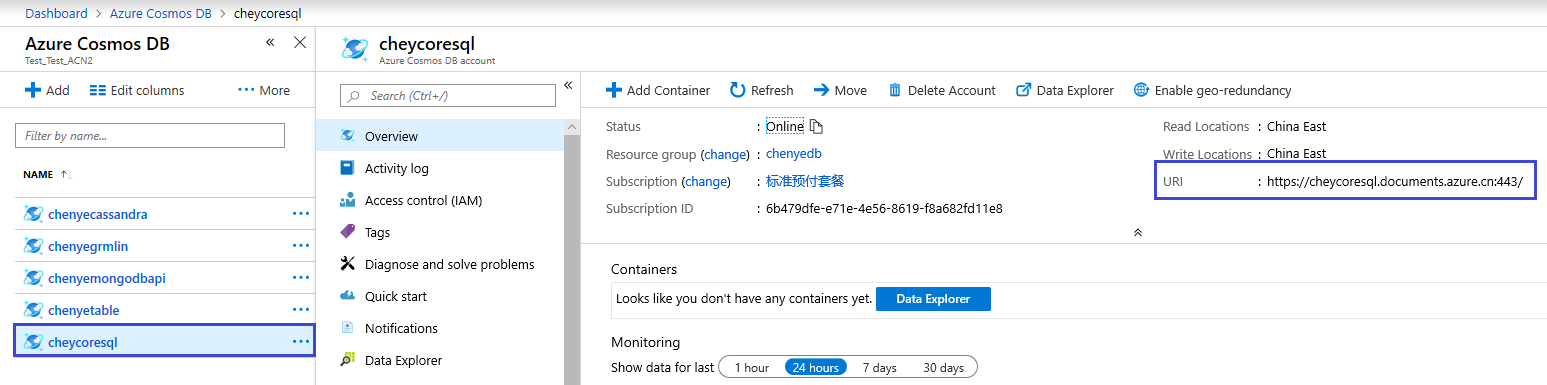 Dashboard > Azure Cosmos DB > cheycoresql
Azure Cosmos DB
Test_Test_ACN2
Add
Edit columns
More
Filter by name...
NAME
chenyecassandra
chenyegrmlin
chenyemongodbapi
chenyetable
cheycoresql
cheycoresql
Azure Cosmos DB account
Search (Ctrl+/)
Overview
Activity log
Access control (IAM)
Tags
Diagnose and solve problems
Quick start
Notifications
Data Explorer
Add Container
Refresh
Move
Delete Account
Data Explorer
Enable geo-redundancy
Status : Online
Resource group (change) : chenyedb
Subscription (change) : 标准预付套餐
Subscription ID : 6b479dfe-e71e-4e56-8619-f8a682fd11e8
Read Locations : China East
Write Locations : China East
URI : https://cheycoresql.documents.azure.cn:443/
Containers
Looks like you don't have any containers yet. Data Explorer
Monitoring
Show data for last 1 hour 24 hours 7 days 30 days